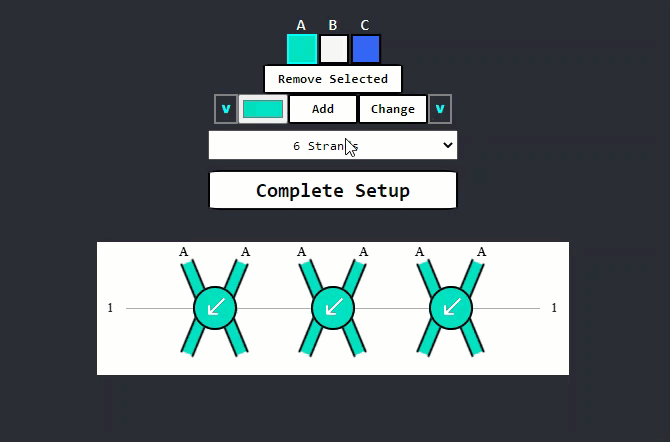 A B C
Remove Selected
v Add Change v
6 Strands
Complete Setup
A A A A A A
1 1